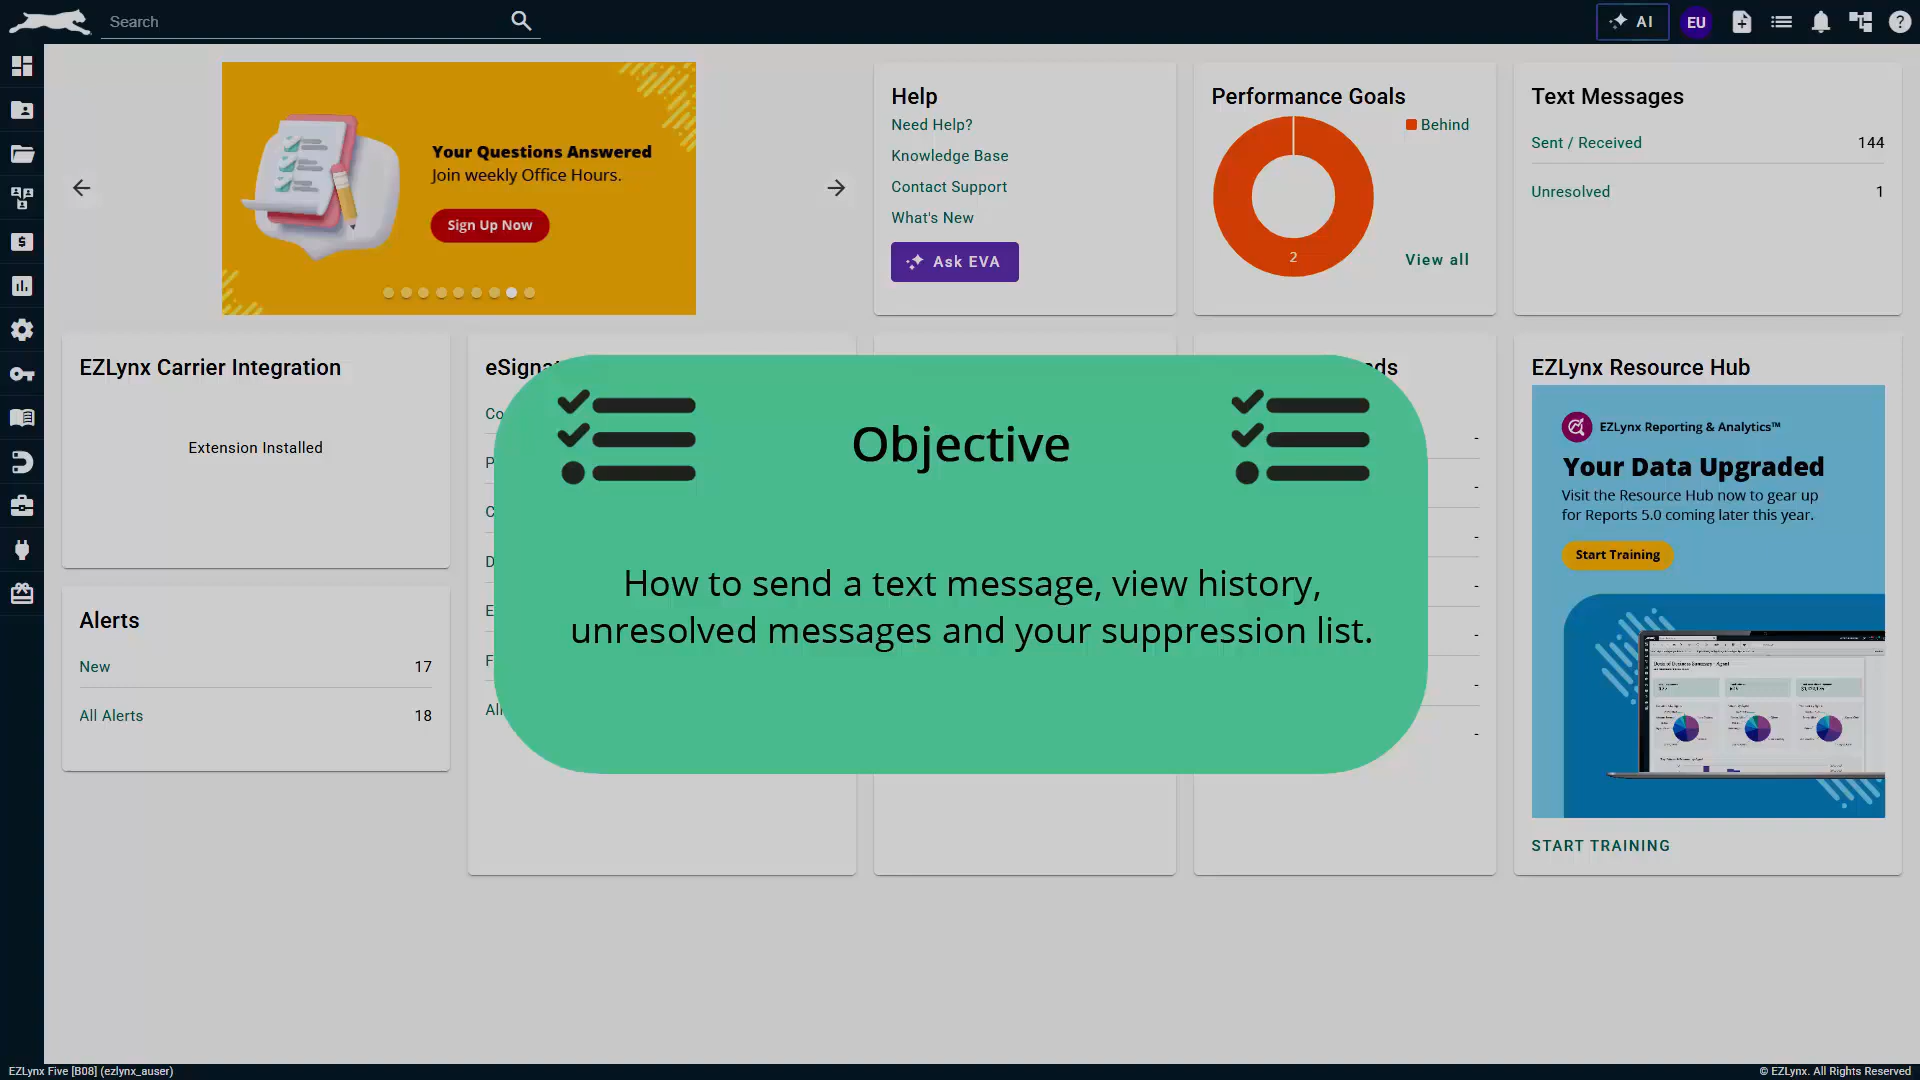 Search
AI
EU
Your Questions Answered
Join weekly Office Hours.
Sign Up Now
Help
Need Help?
Knowledge Base
Contact Support
What's New
Ask EVA
Performance Goals
Behind
2
View all
Text Messages
Sent / Received 144
Unresolved 1
EZLynx Carrier Integration
Extension Installed
Alerts
New 17
All Alerts 18
Objective
How to send a text message, view history,
unresolved messages and your suppression list.
EZLynx Resource Hub
EZLynx Reporting & Analytics™
Your Data Upgraded
Visit the Resource Hub now to gear up
for Reports 5.0 coming later this year.
Start Training
START TRAINING
EZLynx Five [B08] (ezlynx_auser)
© EZLynx. All Rights Reserved